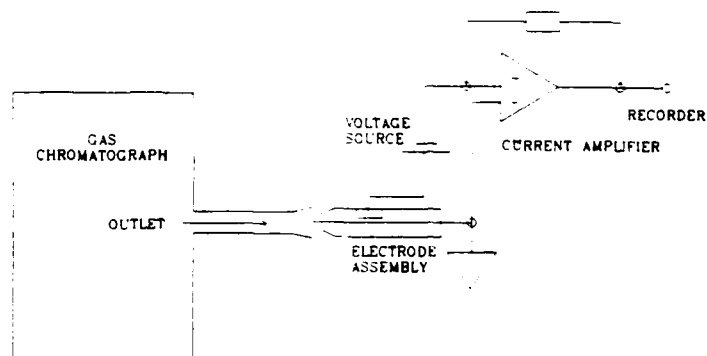 GAS
CHROMATOGRAPH
OUTLET
VOLTAGE
SOURCE
ELECTRODE
ASSEMBLY
CURRENT AMPLIFIER
RECORDER